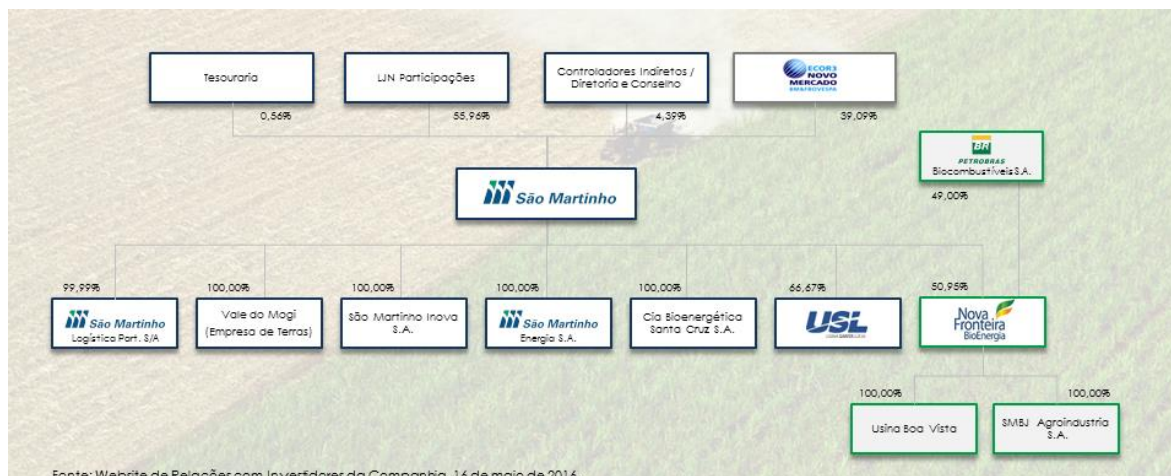 Tesouraria
LJN Participações
Controladores Indiretos /
Diretoria e Conselho
NOVO
MERCADO
BM&FBOVESPA
0,56%
55,96%
4,39%
39,09%
BR
PETROBRAS
Biocombustíveis S.A.
49,00%
São Martinho
99,99%
100,00%
100,00%
100,00%
100,00%
66,67%
50,95%
São Martinho
Logística Part. S/A
Vale do Mogi
(Empresa de Terras)
São Martinho Inova
S.A.
São Martinho
Energia S.A.
Cia Bioenergética
Santa Cruz S.A.
USL
Nova
Fronteira
BioEnergia
100,00%
100,00%
Usina Boa Vista
SMBJ Agroindustria
S.A.
Fonte: Website de Relações com Investidores da Companhia, 16 de maio de 2016